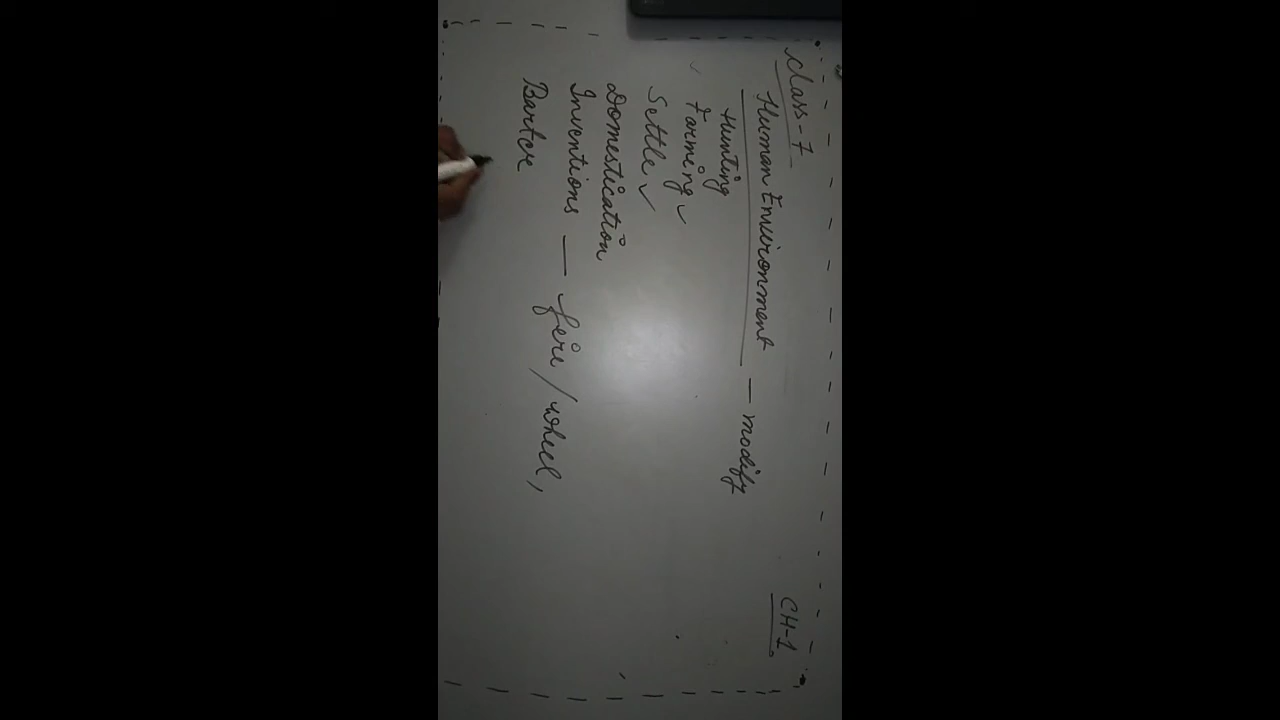 Class-7 CH-1
Human Environment — modify
Hunting
Farming ✓
Settle ✓
Domestication
Inventions — fire/wheel,
Barter